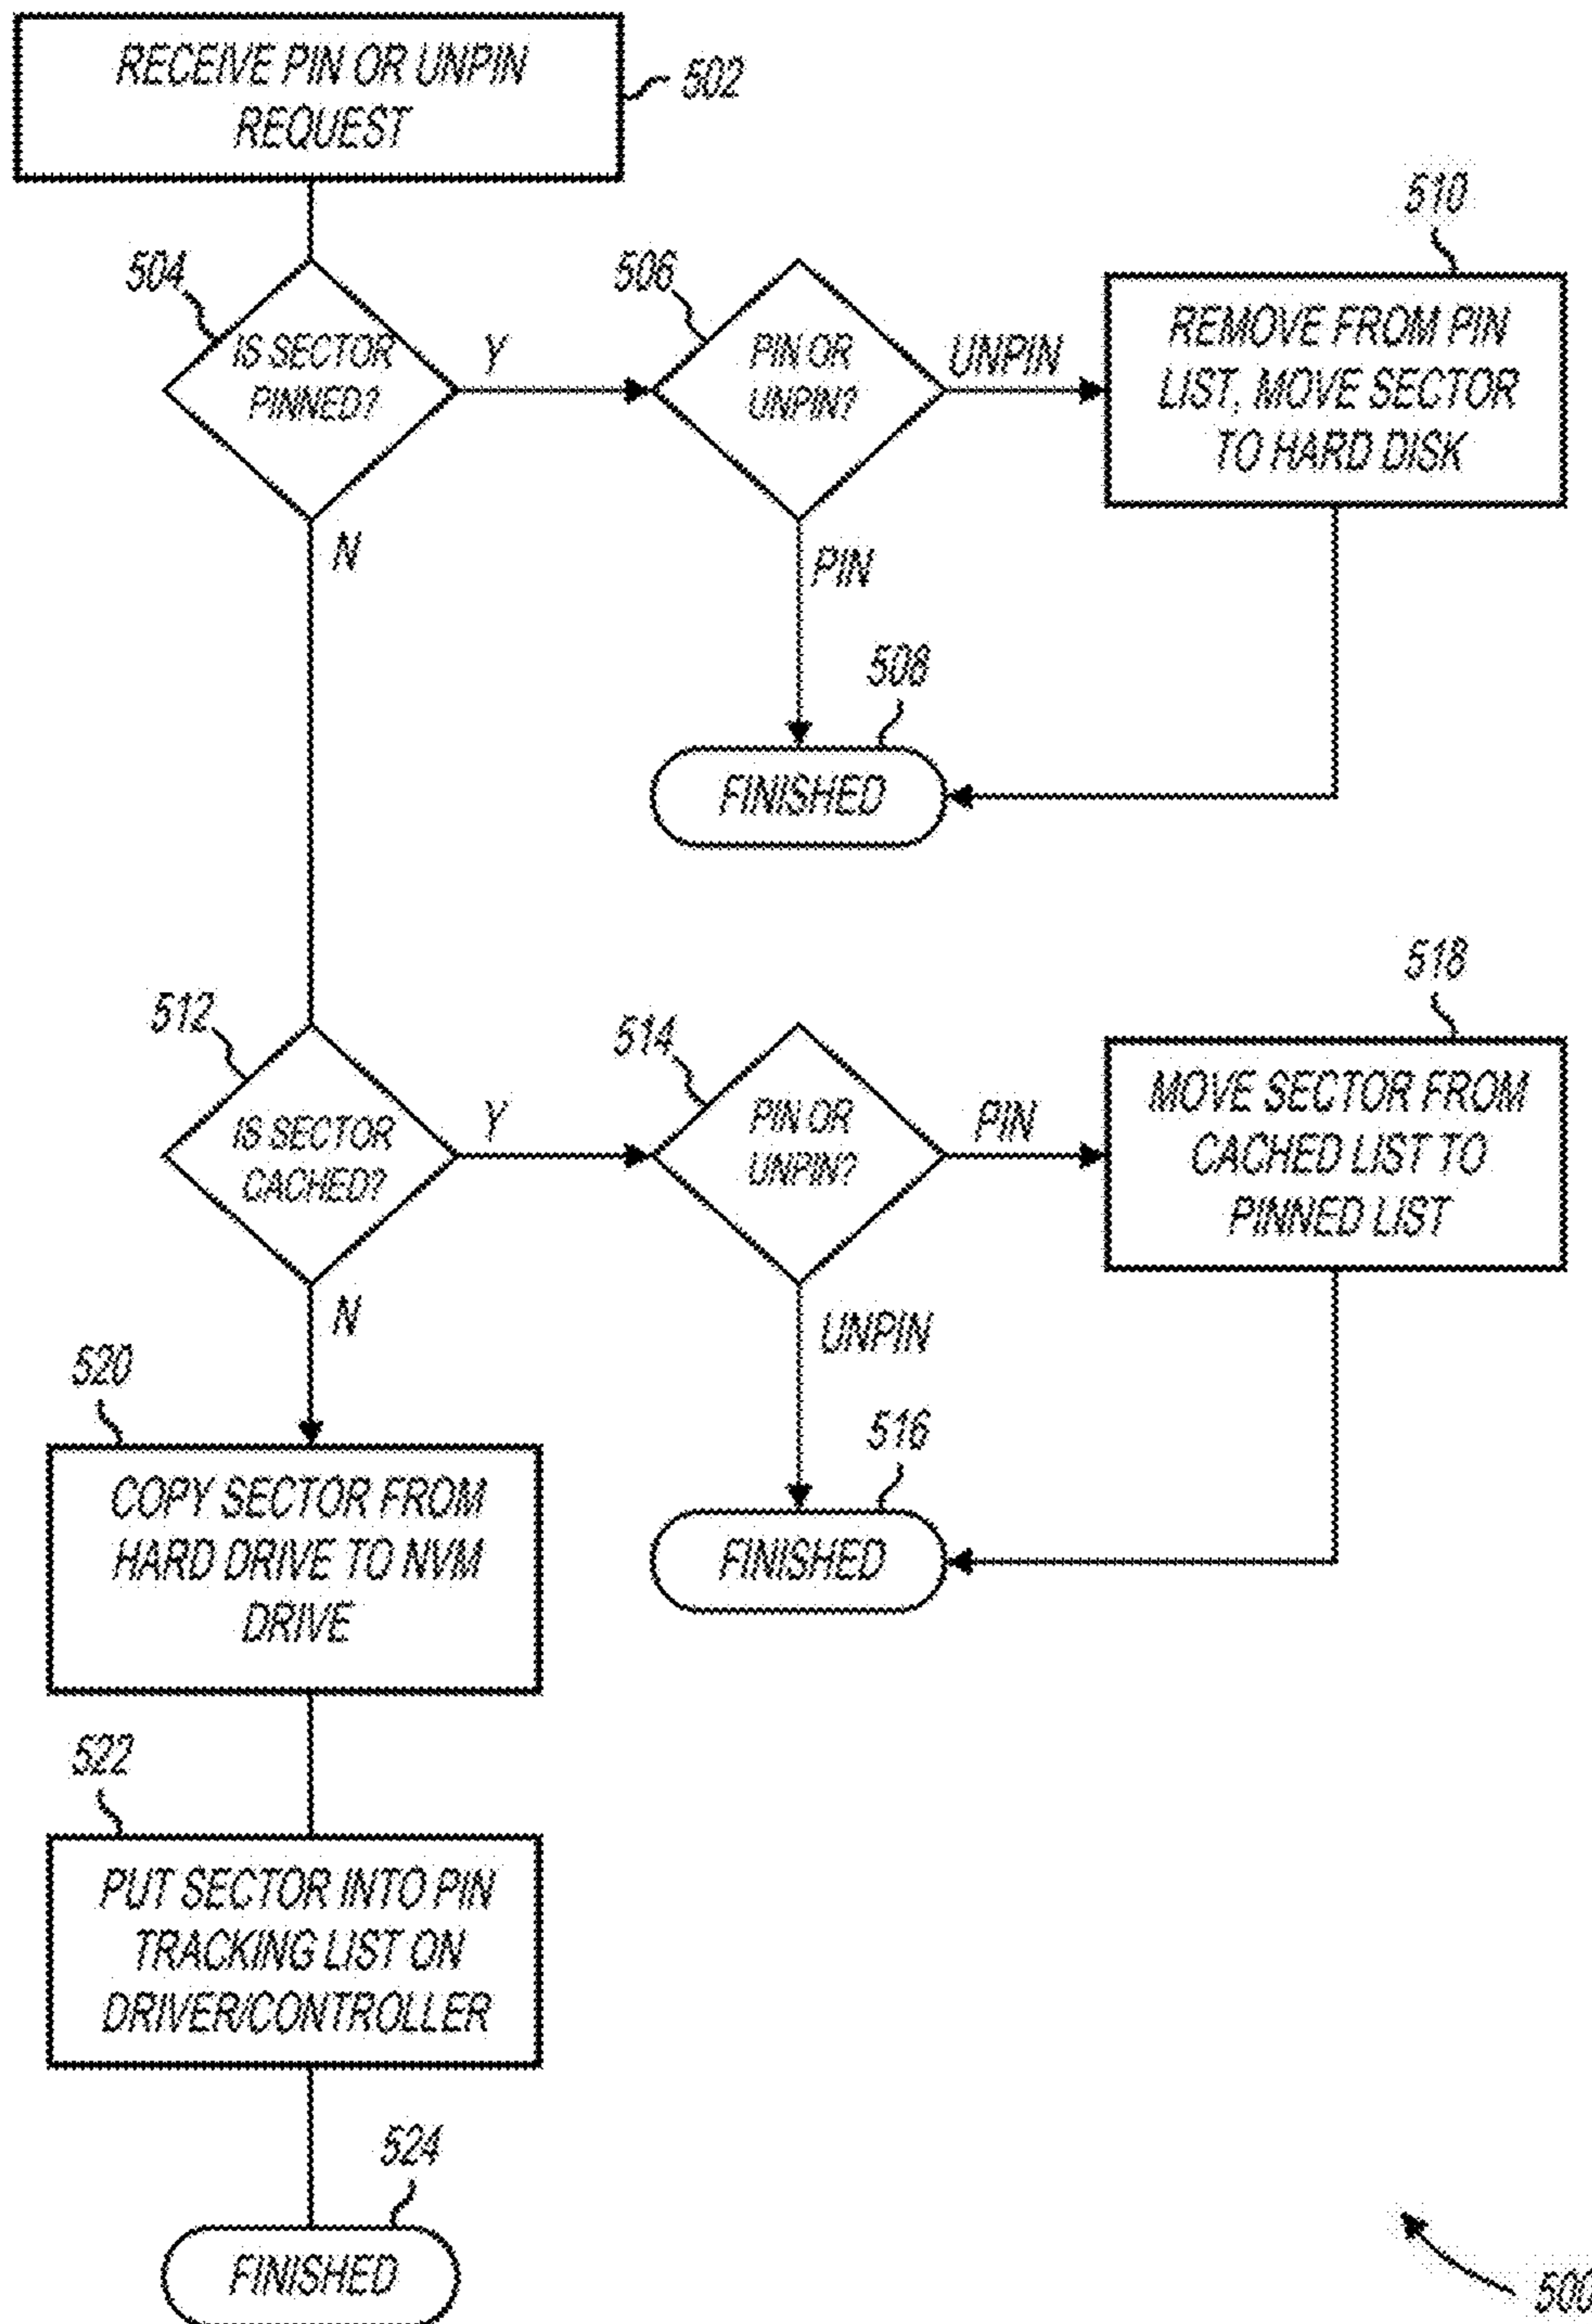 RECEIVE PIN OR UNPIN
REQUEST
502
504
IS SECTOR
PINNED?
Y
N
506
PIN OR
UNPIN?
UNPIN
PIN
510
REMOVE FROM PIN
LIST, MOVE SECTOR
TO HARD DISK
508
FINISHED
512
IS SECTOR
CACHED?
Y
N
514
PIN OR
UNPIN?
PIN
UNPIN
518
MOVE SECTOR FROM
CACHED LIST TO
PINNED LIST
516
FINISHED
520
COPY SECTOR FROM
HARD DRIVE TO NVM
DRIVE
522
PUT SECTOR INTO PIN
TRACKING LIST ON
DRIVER/CONTROLLER
524
FINISHED
500